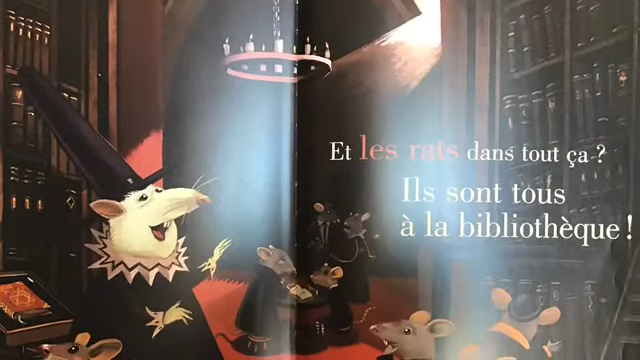 Et les rats dans tout ça ?
Ils sont tous
à la bibliothèque !